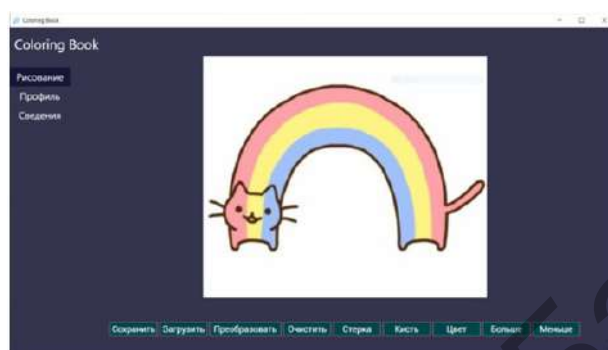 Coloring Book
Coloring Book
Рисование
Профиль
Сведения
Сохранить Загрузить Преобразовать Очистить Стерка Кисть Цвет Больше Меньше